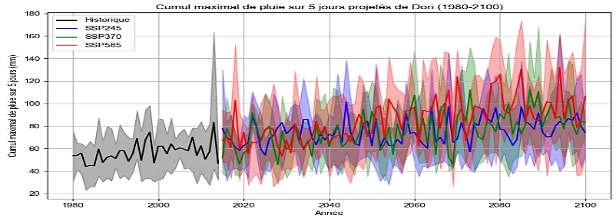 Cumul maximal de pluie sur 5 jours projetés de Dori (1980-2100)
Historique
SSP245
SSP370
SSP585
Cumul maximal de pluie sur 5 jours (mm)
180
160
140
120
100
80
60
40
20
1980
2000
2020
2040
2060
2080
2100
Année